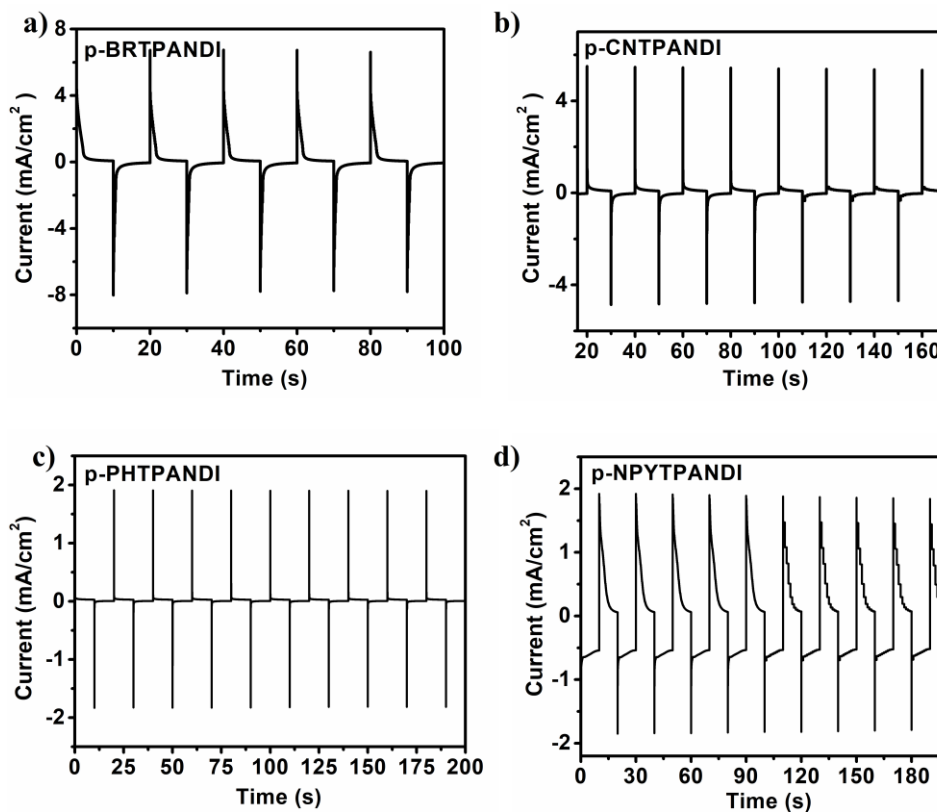 a)
p-BRTPANDI
Current (mA/cm²)
8
4
0
-4
-8
0 20 40 60 80 100
Time (s)
b)
p-CNTPANDI
Current (mA/cm²)
4
0
-4
20 40 60 80 100 120 140 160
Time (s)
c)
p-PHTPANDI
Current (mA/cm²)
2
1
0
-1
-2
0 25 50 75 100 125 150 175 200
Time (s)
d)
p-NPYTPANDI
Current (mA/cm²)
2
1
0
-1
-2
0 30 60 90 120 150 180
Time (s)